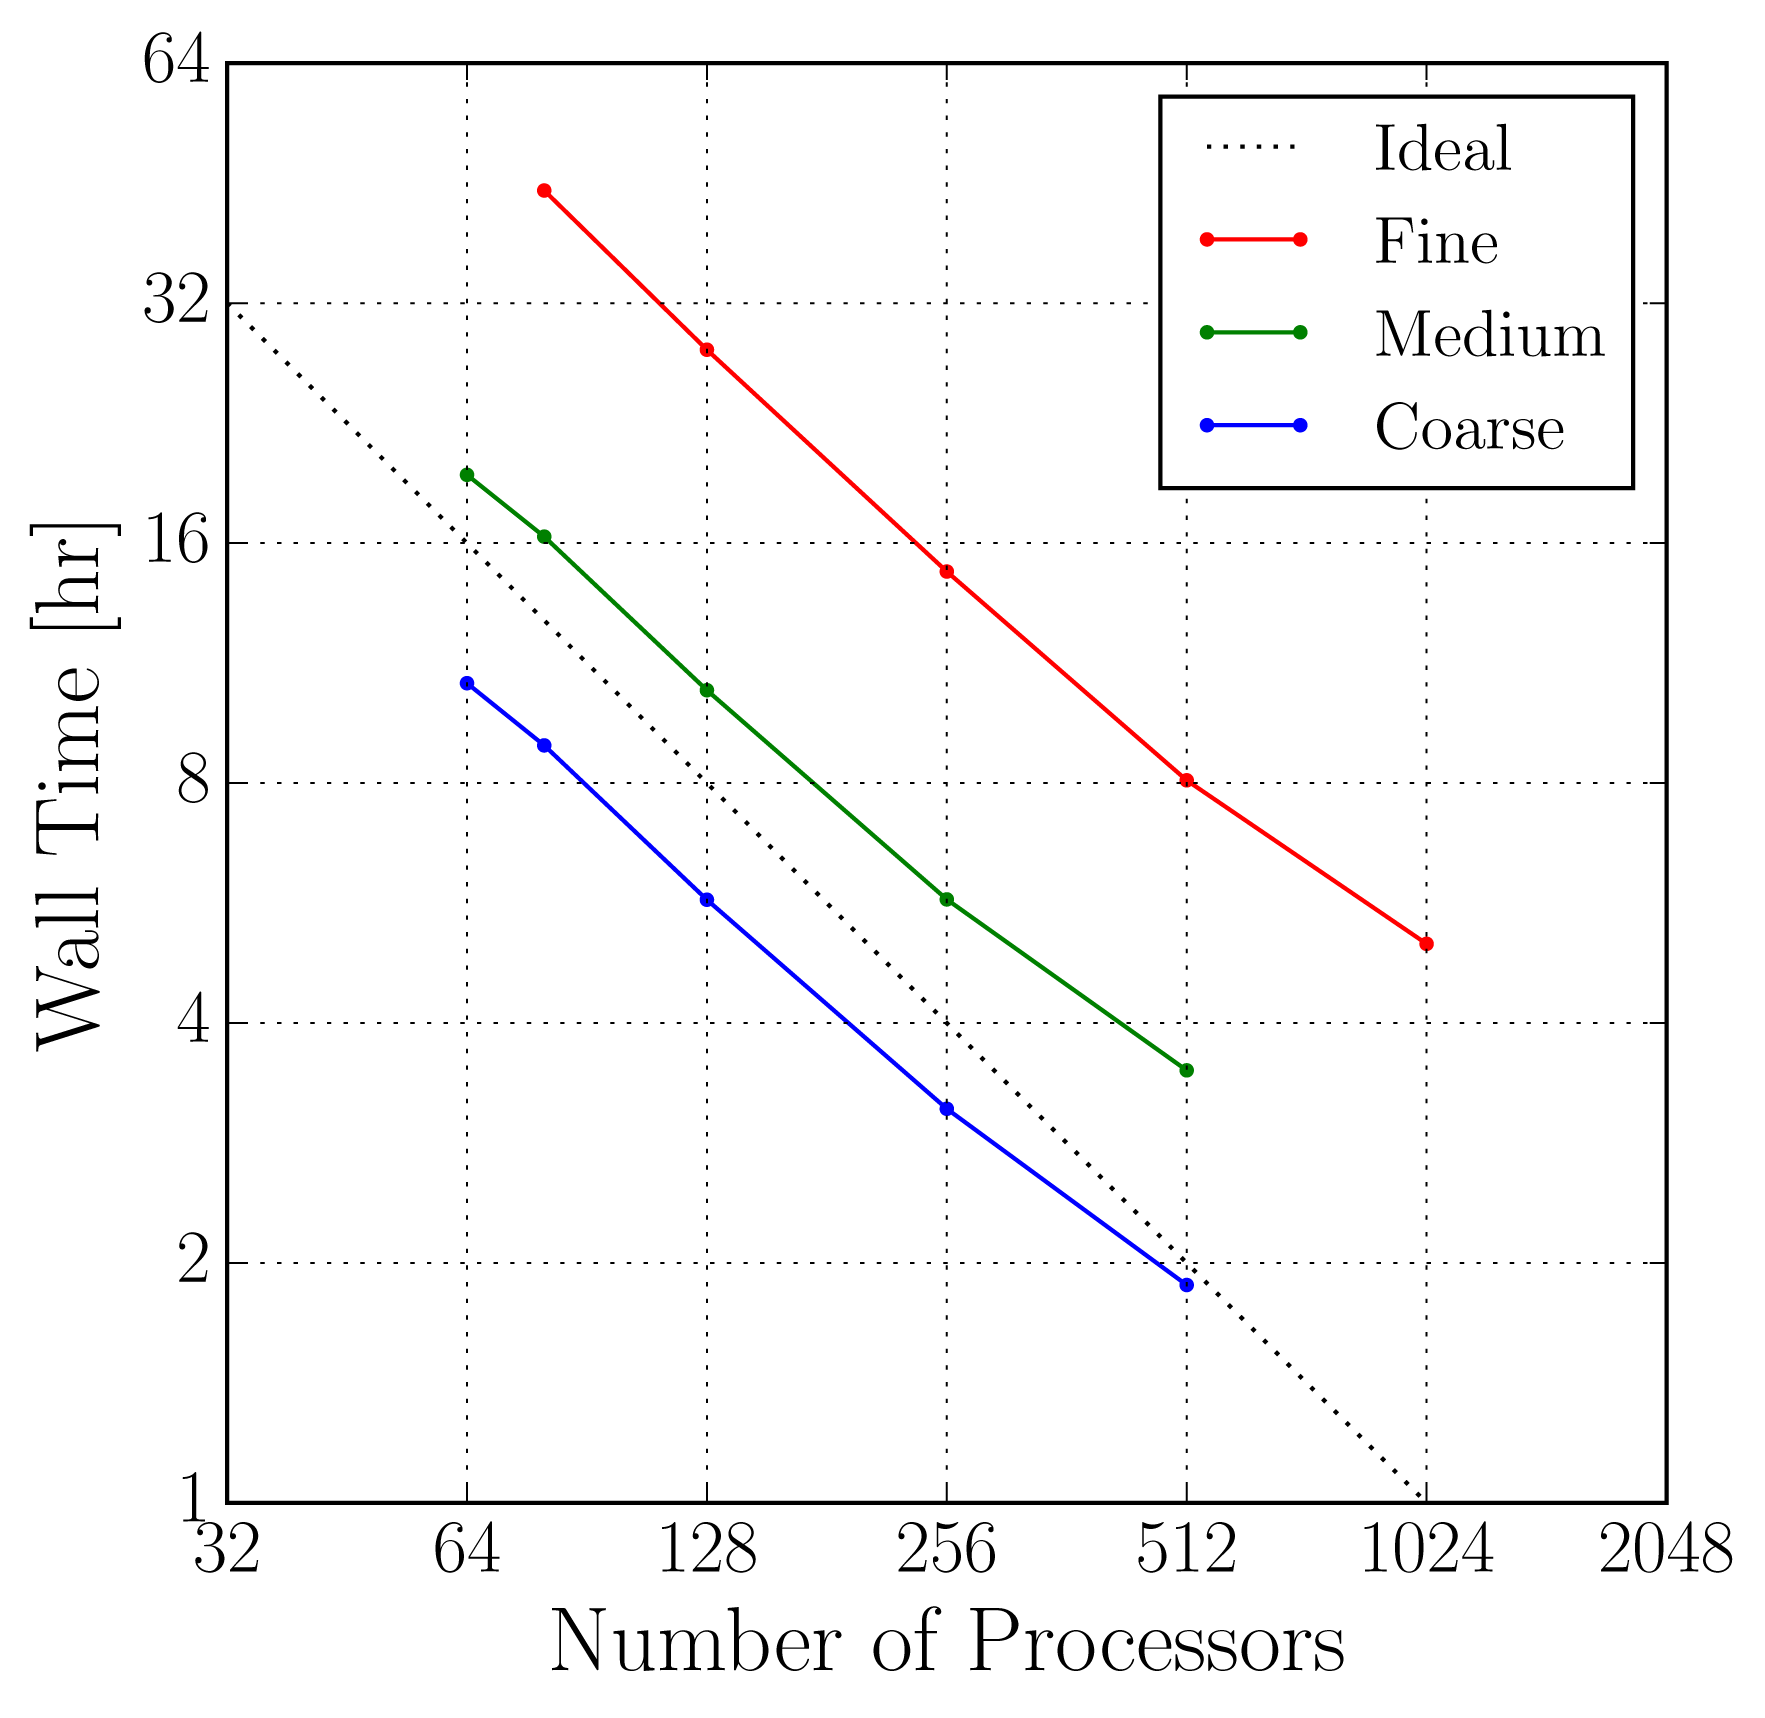 64
32
16
8
4
2
1
Wall Time [hr]
Ideal
Fine
Medium
Coarse
32 64 128 256 512 1024 2048
Number of Processors